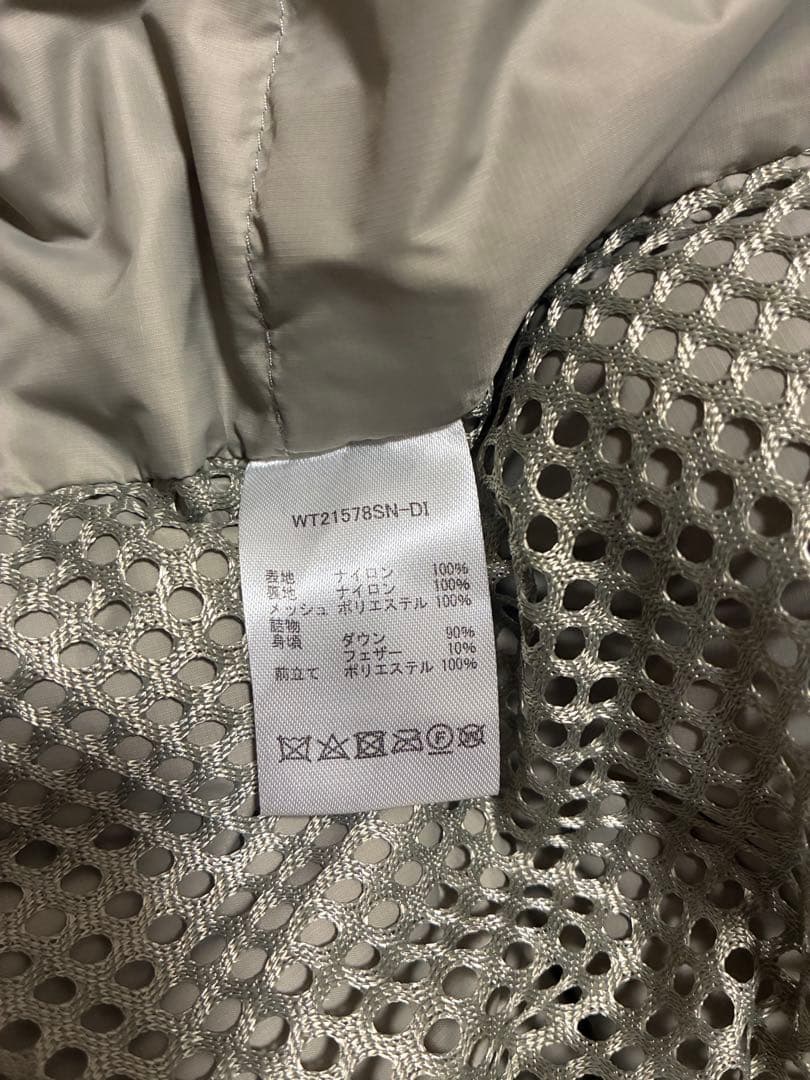 WT21578SN-DI
表地 ナイロン 100%
裏地 ナイロン 100%
メッシュ ポリエステル 100%
詰物
身頃 ダウン 90%
フェザー 10%
前立て ポリエステル 100%
F W